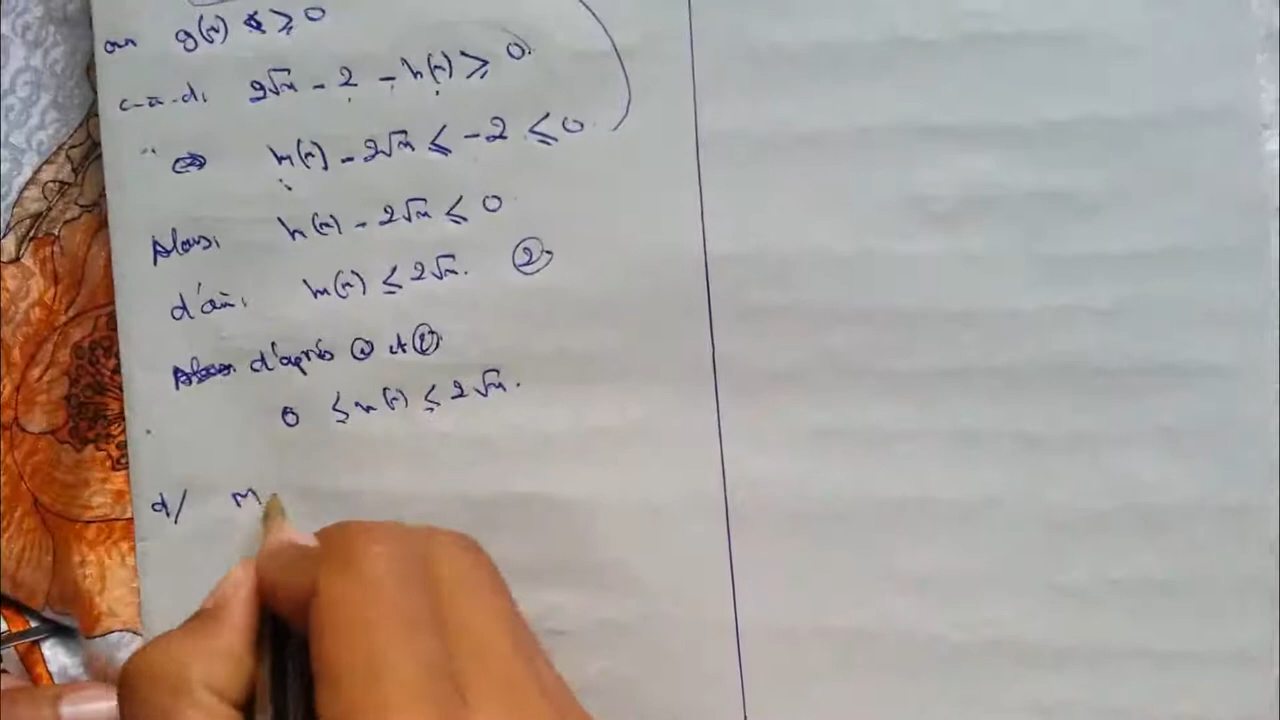 on g(x) ≥ 0
c-à-d, 2√x - 2 - h(x) ≥ 0.
⇔ h(x) - 2√x ≤ -2 ≤ 0.
Alors, h(x) - 2√x ≤ 0
d'où, h(x) ≤ 2√x. ②
d'après ① et ②
0 ≤ h(x) ≤ 2√x.
d/ M